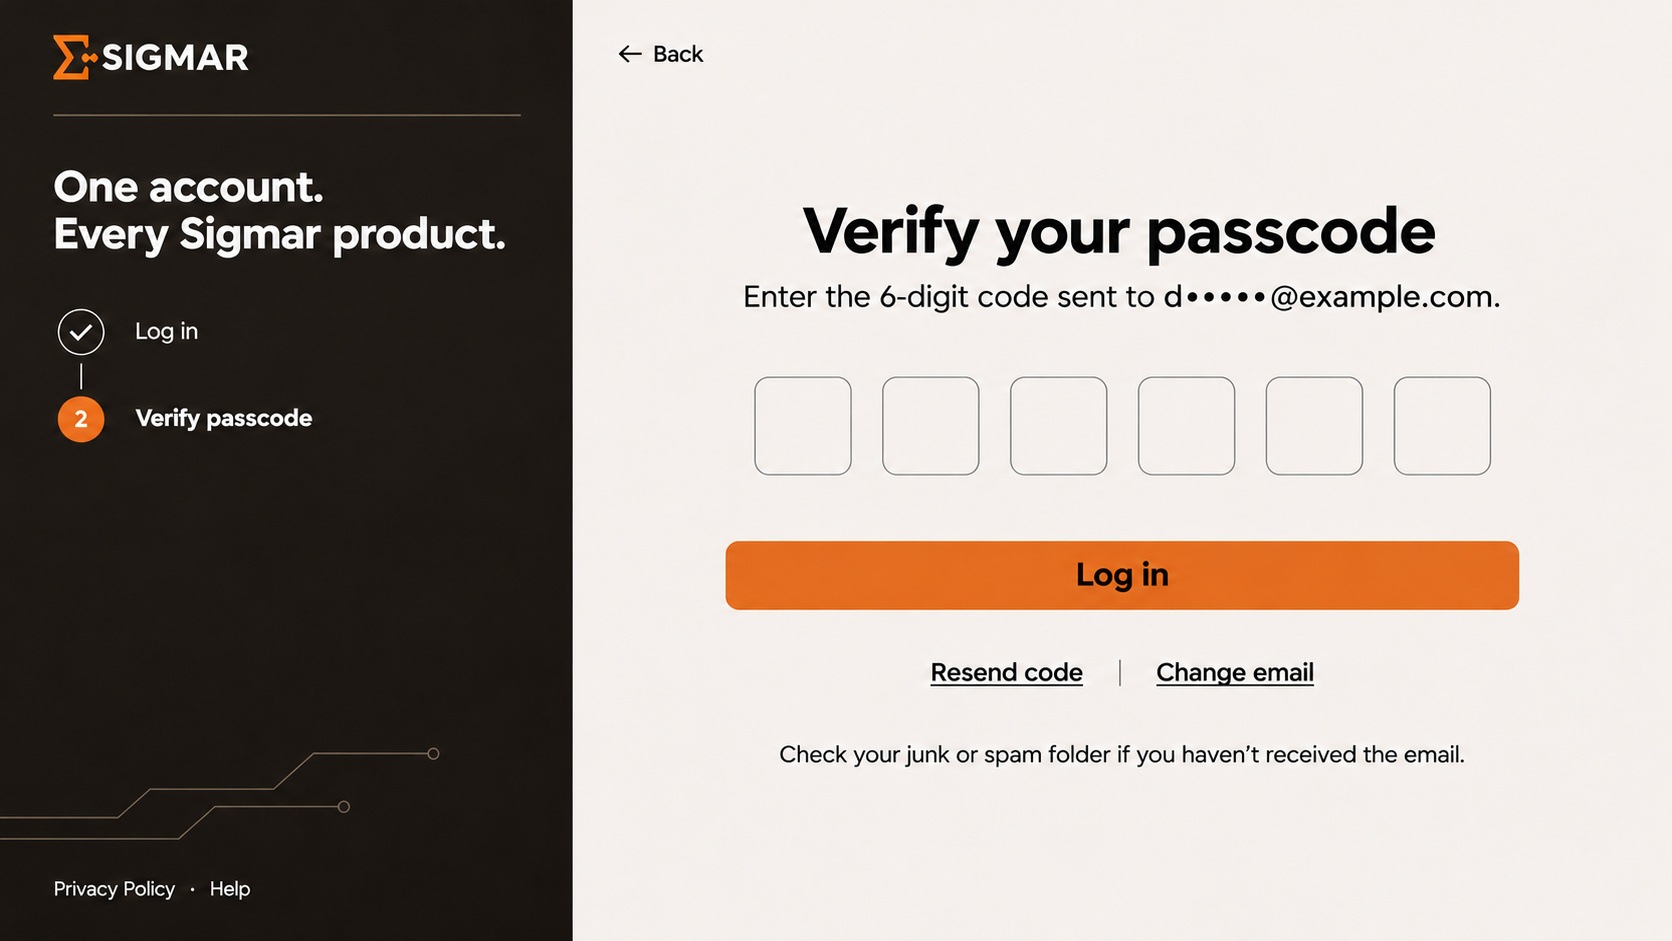 SIGMAR
One account.
Every Sigmar product.
Log in
2 Verify passcode
Privacy Policy · Help
← Back
Verify your passcode
Enter the 6-digit code sent to d•••••@example.com.
Log in
Resend code | Change email
Check your junk or spam folder if you haven’t received the email.